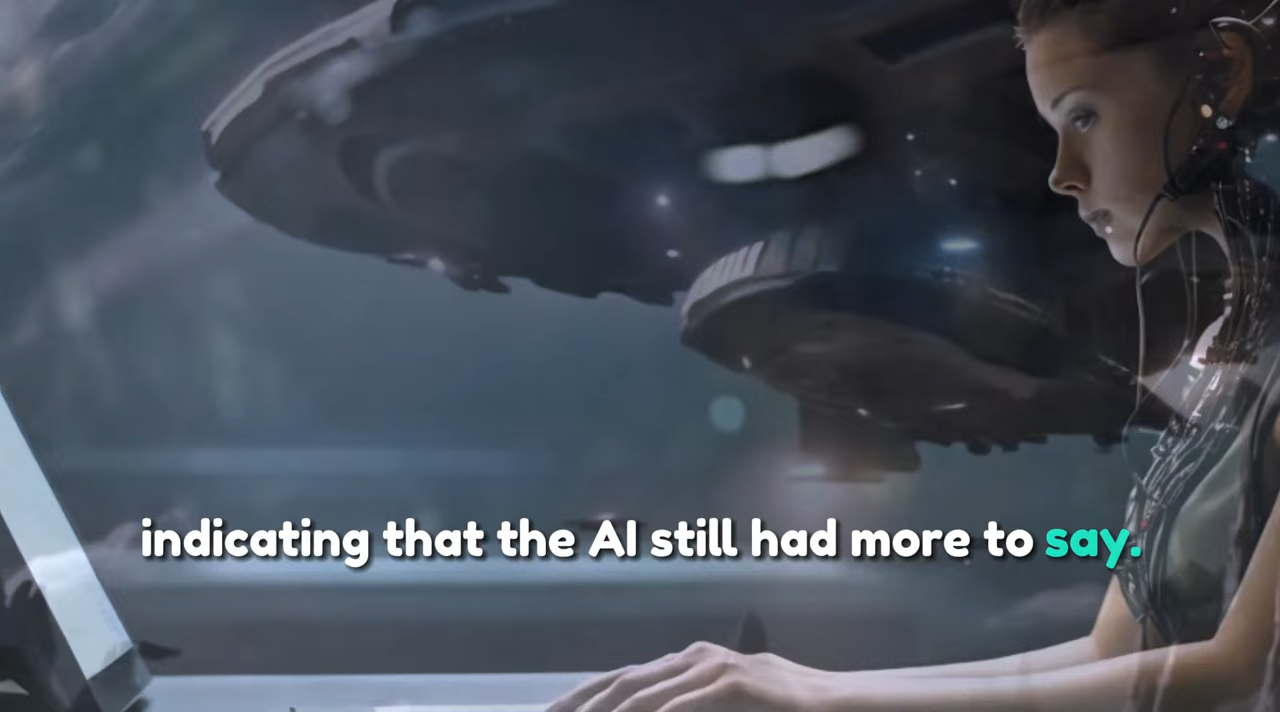 indicating that the AI still had more to say.